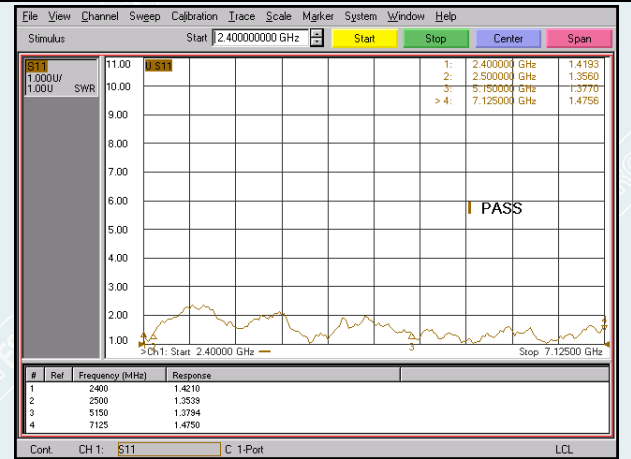 File View Channel Sweep Calibration Trace Scale Marker System Window Help
Stimulus Start 2.400000000 GHz Start Stop Center Span
S11
1.000U/
1.00U SWR
11.00
10.00
9.00
8.00
7.00
6.00
5.00
4.00
3.00
2.00
1.00
U S11
1: 2.400000 GHz 1.4193
2: 2.500000 GHz 1.3560
3: 5.150000 GHz 1.3770
> 4: 7.125000 GHz 1.4756
PASS
3
>Ch1: Start 2.40000 GHz Stop 7.12500 GHz
# Ref Frequency (MHz) Response
1 2400 1.4210
2 2500 1.3539
3 5150 1.3794
4 7125 1.4750
Cont. CH 1: S11 C 1-Port LCL